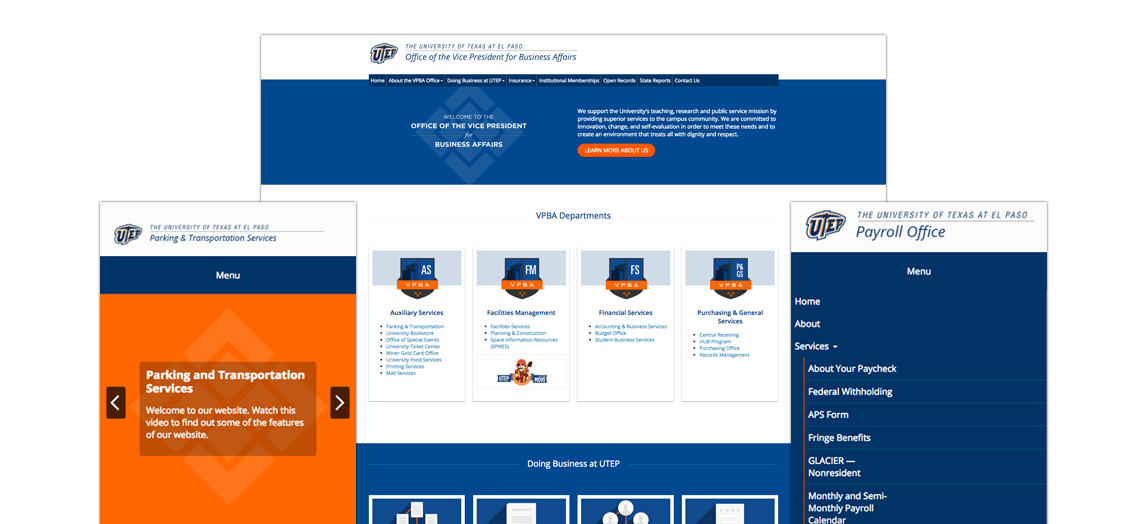 UTEP
THE UNIVERSITY OF TEXAS AT EL PASO
Office of the Vice President for Business Affairs
Home About the VPBA Office Doing Business at UTEP Insurance Institutional Memberships Open Records State Reports Contact Us
WELCOME TO THE
OFFICE OF THE VICE PRESIDENT
for
BUSINESS AFFAIRS
We support the University's teaching, research and public service mission by
providing superior services to the campus community. We are committed to
innovation, change, and self-evaluation in order to meet these needs and to
create an environment that treats all with dignity and respect.
LEARN MORE ABOUT US
UTEP
THE UNIVERSITY OF TEXAS AT EL PASO
Parking & Transportation Services
Menu
Parking and Transportation
Services
Welcome to our website. Watch this
video to find out some of the features
of our website.
VPBA Departments
AS
VPBA
Auxiliary Services
Parking & Transportation
University Bookstore
Office of Special Events
University Ticket Center
Miner Gold Card Office
University Food Services
Printing Services
Mail Services
FM
VPBA
Facilities Management
Facilities Services
Planning & Construction
Space Information Resources
(SPIRES)
UTEP MOVE
FS
VPBA
Financial Services
Accounting & Business Services
Budget Office
Student Business Services
P&
GS
VPBA
Purchasing & General
Services
Central Receiving
HUB Program
Purchasing Office
Records Management
Doing Business at UTEP
UTEP
THE UNIVERSITY OF TEXAS AT EL PASO
Payroll Office
Menu
Home
About
Services
About Your Paycheck
Federal Withholding
APS Form
Fringe Benefits
GLACIER —
Nonresident
Monthly and Semi-
Monthly Payroll
Calendar